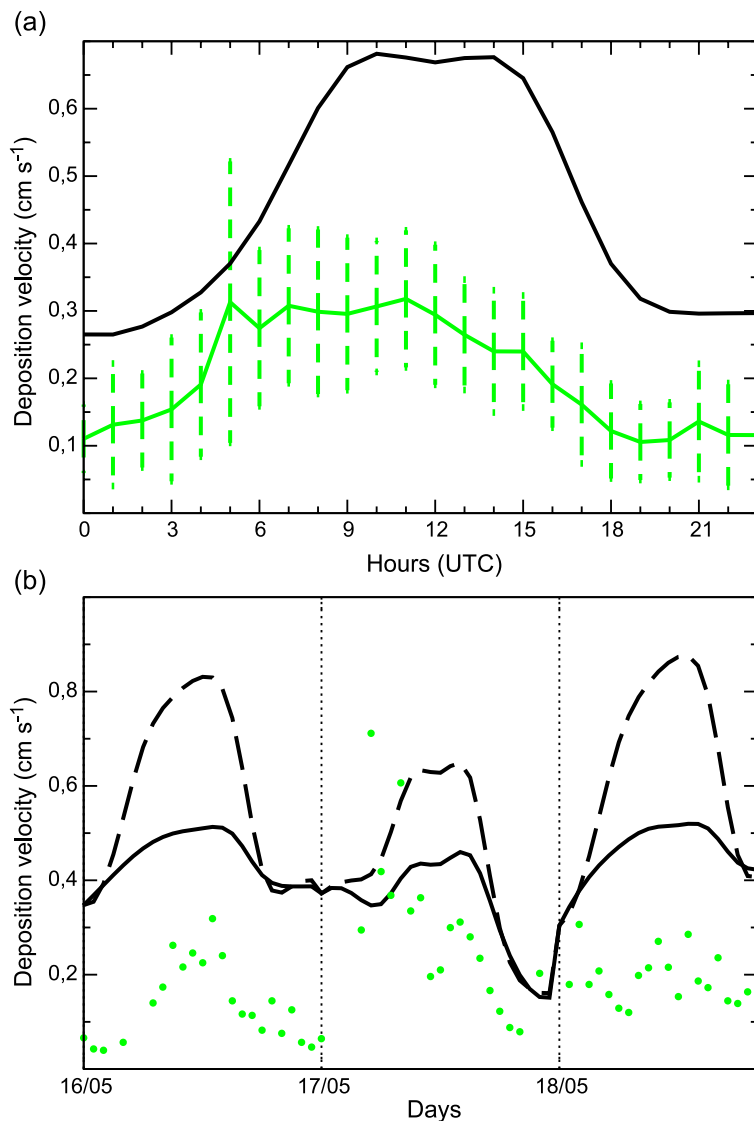 (a)
Deposition velocity (cm s⁻¹)
0,6
0,5
0,4
0,3
0,2
0,1
0 3 6 9 12 15 18 21
Hours (UTC)
(b)
Deposition velocity (cm s⁻¹)
0,8
0,6
0,4
0,2
16/05 17/05 18/05
Days